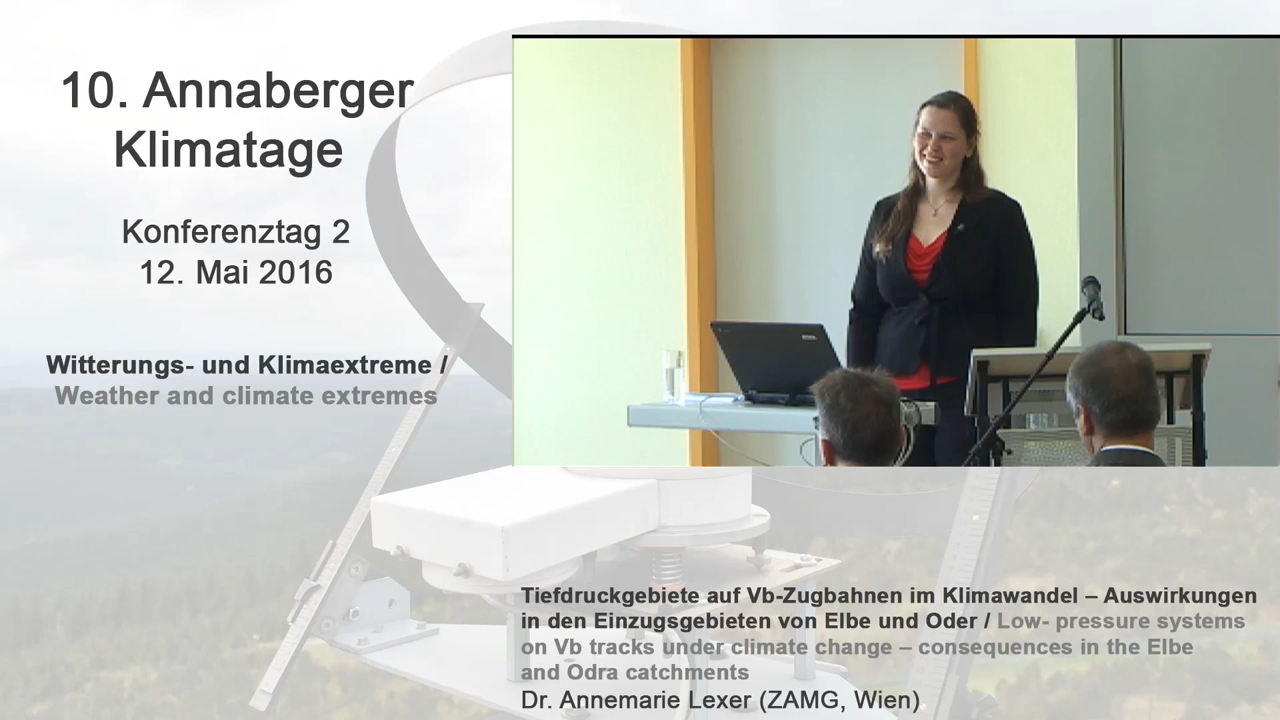 10. Annaberger
Klimatage
Konferenztag 2
12. Mai 2016
Witterungs- und Klimaextreme /
Weather and climate extremes
Tiefdruckgebiete auf Vb-Zugbahnen im Klimawandel – Auswirkungen
in den Einzugsgebieten von Elbe und Oder / Low- pressure systems
on Vb tracks under climate change – consequences in the Elbe
and Odra catchments
Dr. Annemarie Lexer (ZAMG, Wien)